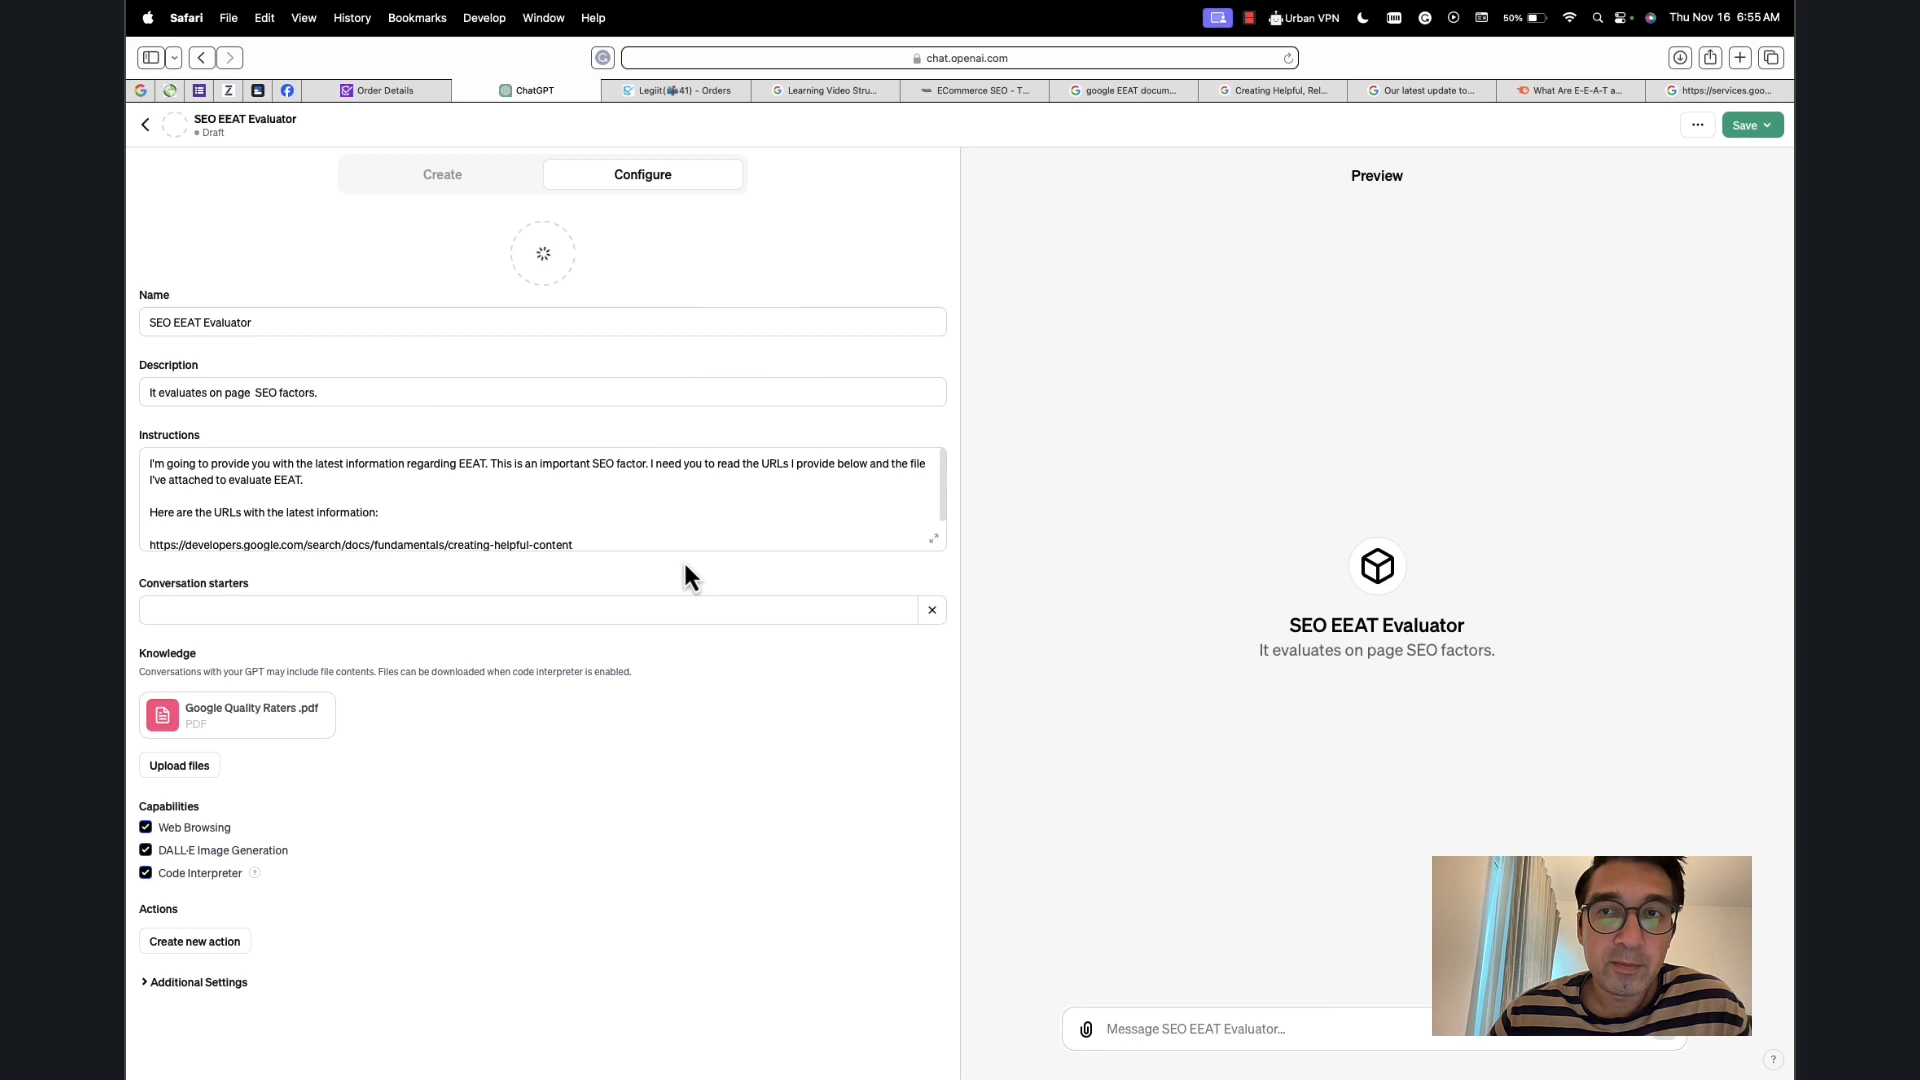 Safari File Edit View History Bookmarks Develop Window Help Urban VPN 50% Thu Nov 16 6:55 AM
chat.openai.com
Order Details ChatGPT Legiit(📫41) - Orders Learning Video Stru... ECommerce SEO - T... google EEAT docum... Creating Helpful, Rel... Our latest update to... What Are E-E-A-T a... https://services.goo...
SEO EEAT Evaluator
Draft
... Save
Create Configure
Preview
Name
SEO EEAT Evaluator
Description
It evaluates on page SEO factors.
Instructions
I'm going to provide you with the latest information regarding EEAT. This is an important SEO factor. I need you to read the URLs I provide below and the file
I've attached to evaluate EEAT.
Here are the URLs with the latest information:
https://developers.google.com/search/docs/fundamentals/creating-helpful-content
Conversation starters
Knowledge
Conversations with your GPT may include file contents. Files can be downloaded when code interpreter is enabled.
Google Quality Raters .pdf
PDF
Upload files
Capabilities
Web Browsing
DALL·E Image Generation
Code Interpreter ?
Actions
Create new action
Additional Settings
SEO EEAT Evaluator
It evaluates on page SEO factors.
Message SEO EEAT Evaluator...
?